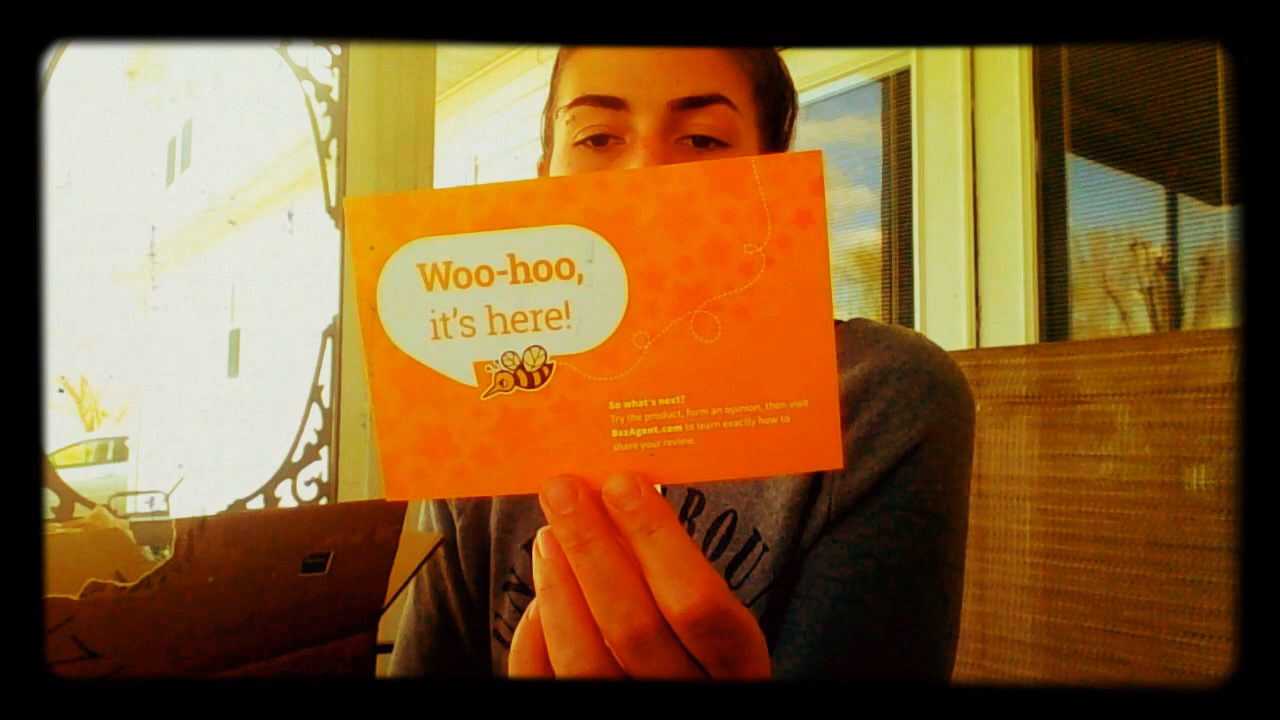 Woo-hoo,
it's here!
So what's next?
Try the product, form an opinion, then visit
BzzAgent.com to learn exactly how to
share your review.